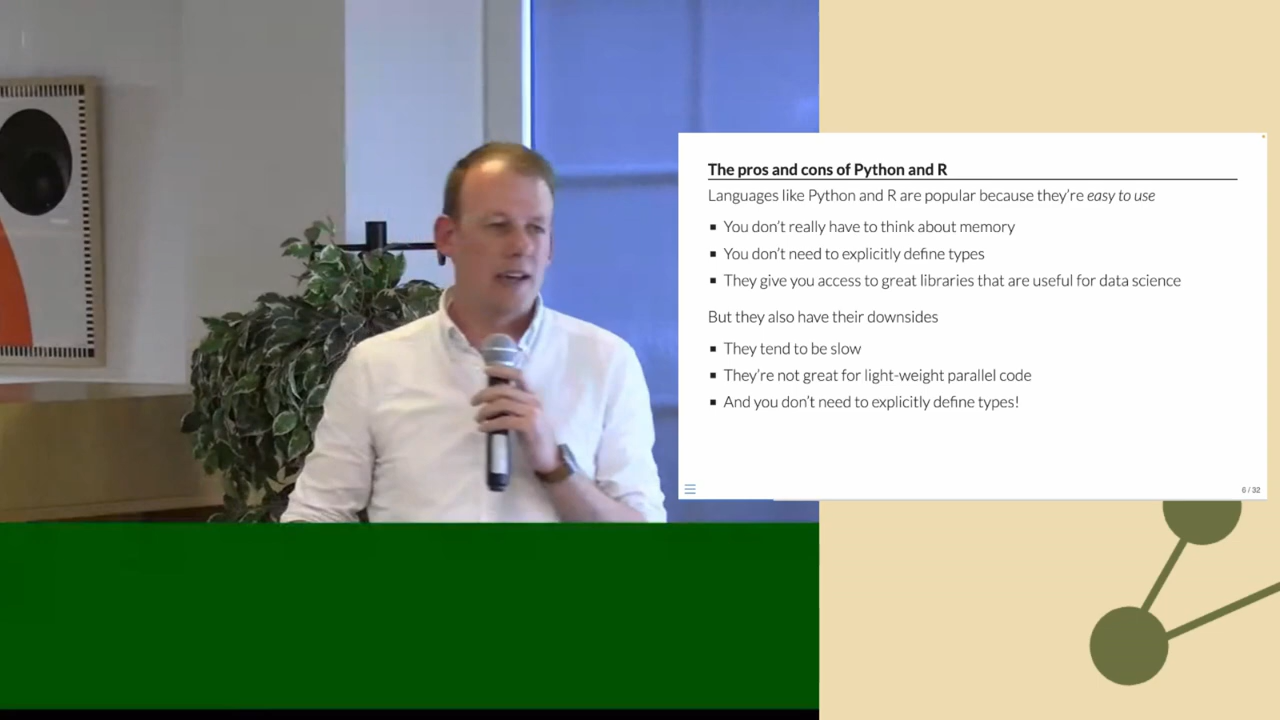 The pros and cons of Python and R
Languages like Python and R are popular because they're easy to use
▪ You don't really have to think about memory
▪ You don't need to explicitly define types
▪ They give you access to great libraries that are useful for data science
But they also have their downsides
▪ They tend to be slow
▪ They're not great for light-weight parallel code
▪ And you don't need to explicitly define types!
6 / 32